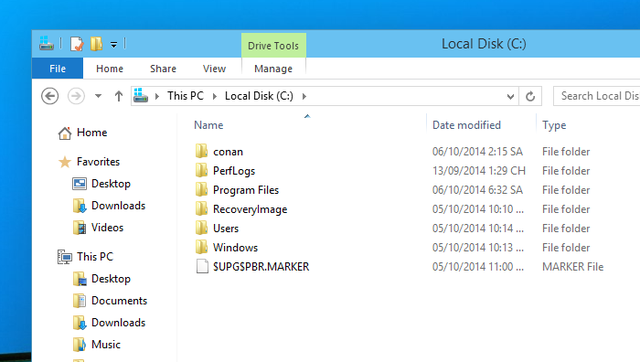 Drive Tools
Local Disk (C:)
File Home Share View Manage
This PC Local Disk (C:) Search Local Dis
Name Date modified Type
Home
Favorites
Desktop
Downloads
Videos
This PC
Desktop
Documents
Downloads
Music
conan 06/10/2014 2:15 SA File folder
PerfLogs 13/09/2014 1:29 CH File folder
Program Files 06/10/2014 6:32 SA File folder
RecoveryImage 05/10/2014 10:10 ... File folder
Users 05/10/2014 10:14 ... File folder
Windows 05/10/2014 10:13 ... File folder
$UPG$PBR.MARKER 05/10/2014 11:00 ... MARKER File